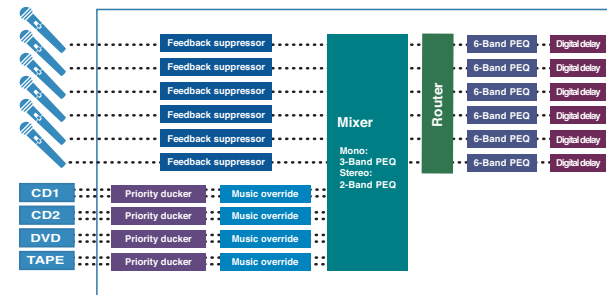 Feedback suppressor
6-Band PEQ
Digital delay
Feedback suppressor
6-Band PEQ
Digital delay
Feedback suppressor
6-Band PEQ
Digital delay
Feedback suppressor
6-Band PEQ
Digital delay
Feedback suppressor
6-Band PEQ
Digital delay
Feedback suppressor
6-Band PEQ
Digital delay
Mixer
Mono:
3-Band PEQ
Stereo:
2-Band PEQ
Router
CD1
Priority ducker
Music override
CD2
Priority ducker
Music override
DVD
Priority ducker
Music override
TAPE
Priority ducker
Music override